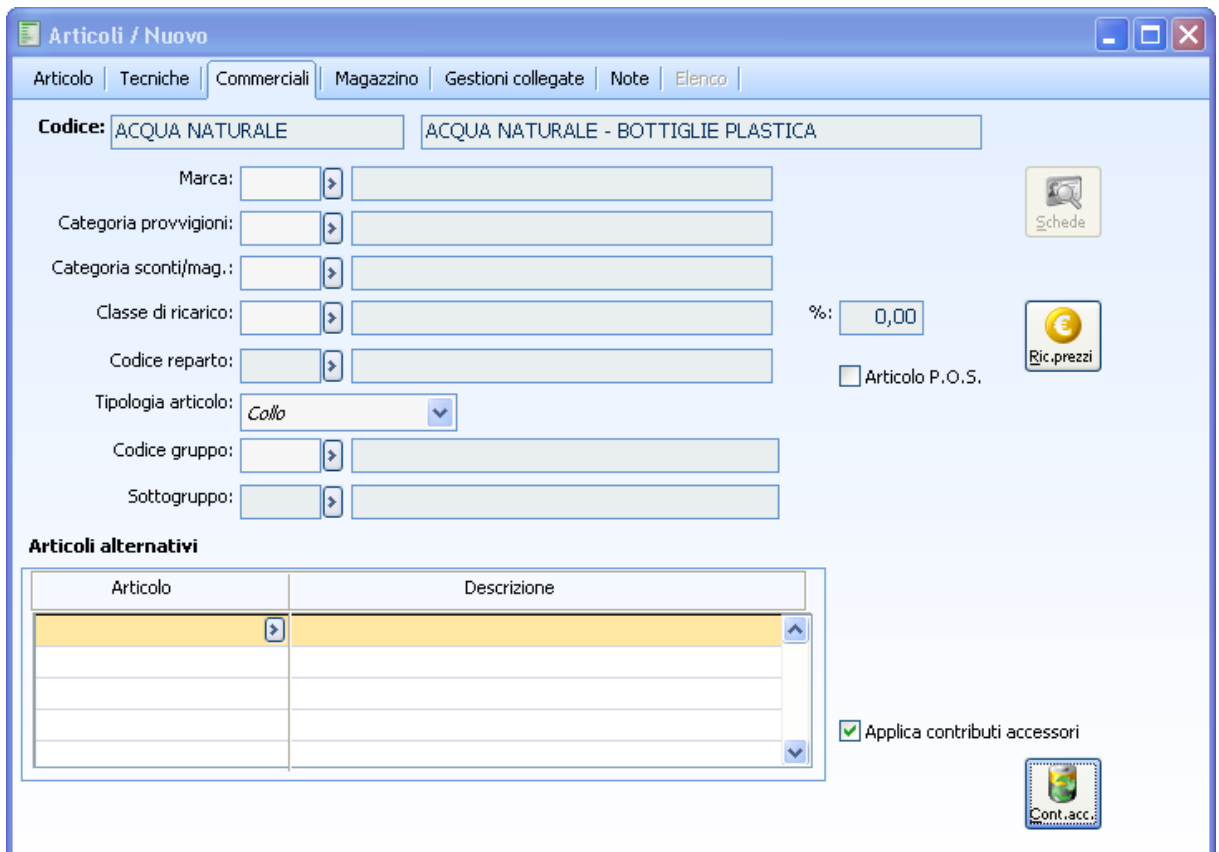 Articoli / Nuovo
Articolo Tecniche Commerciali Magazzino Gestioni collegate Note Elenco
Codice: ACQUA NATURALE ACQUA NATURALE - BOTTIGLIE PLASTICA
Marca:
Schede
Categoria provvigioni:
Categoria sconti/mag.:
Classe di ricarico: %: 0,00
Ric.prezzi
Codice reparto:
Articolo P.O.S.
Tipologia articolo: Collo
Codice gruppo:
Sottogruppo:
Articoli alternativi
Articolo Descrizione
Applica contributi accessori
Cont.acc.